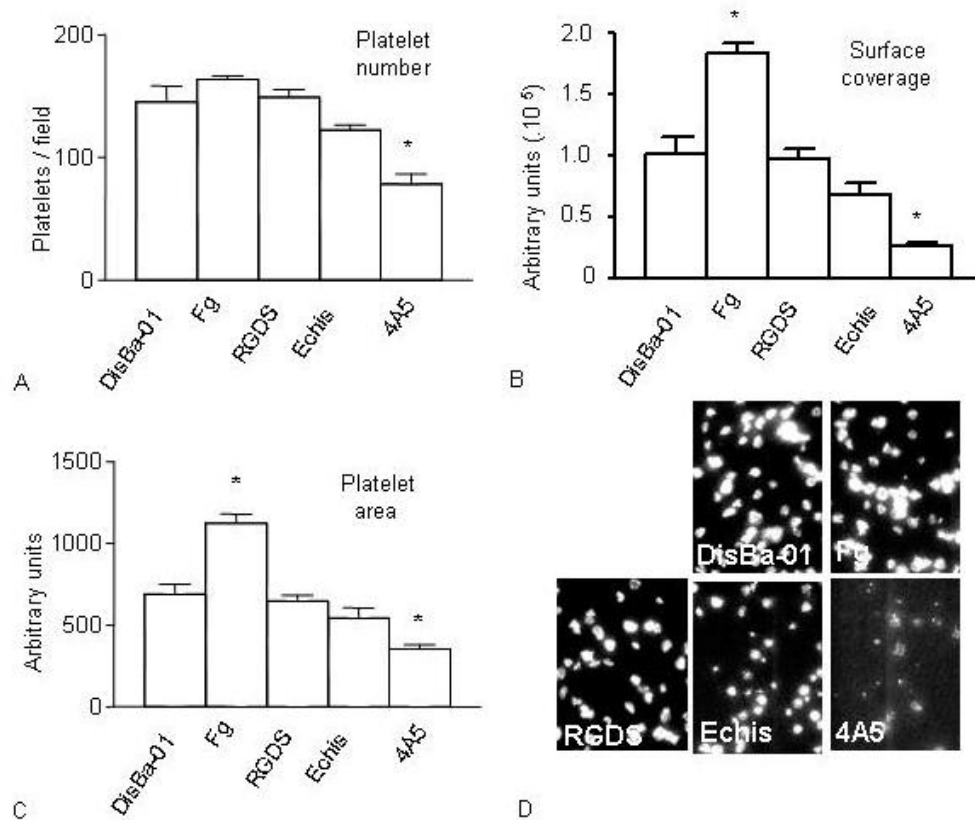 200
100
0
Platelets / field
Platelet
number
*
DisBa-01
Fg
RGDS
Echis
4A5
A
2.0
1.5
1.0
0.5
0
Arbitrary units (.10 5)
Surface
coverage
*
*
DisBa-01
Fg
RGDS
Echis
4A5
B
1500
1000
500
0
Arbitrary units
Platelet
area
*
*
DisBa-01
Fg
RGDS
Echis
4A5
C
DisBa-01
Fg
RGDS
Echis
4A5
D